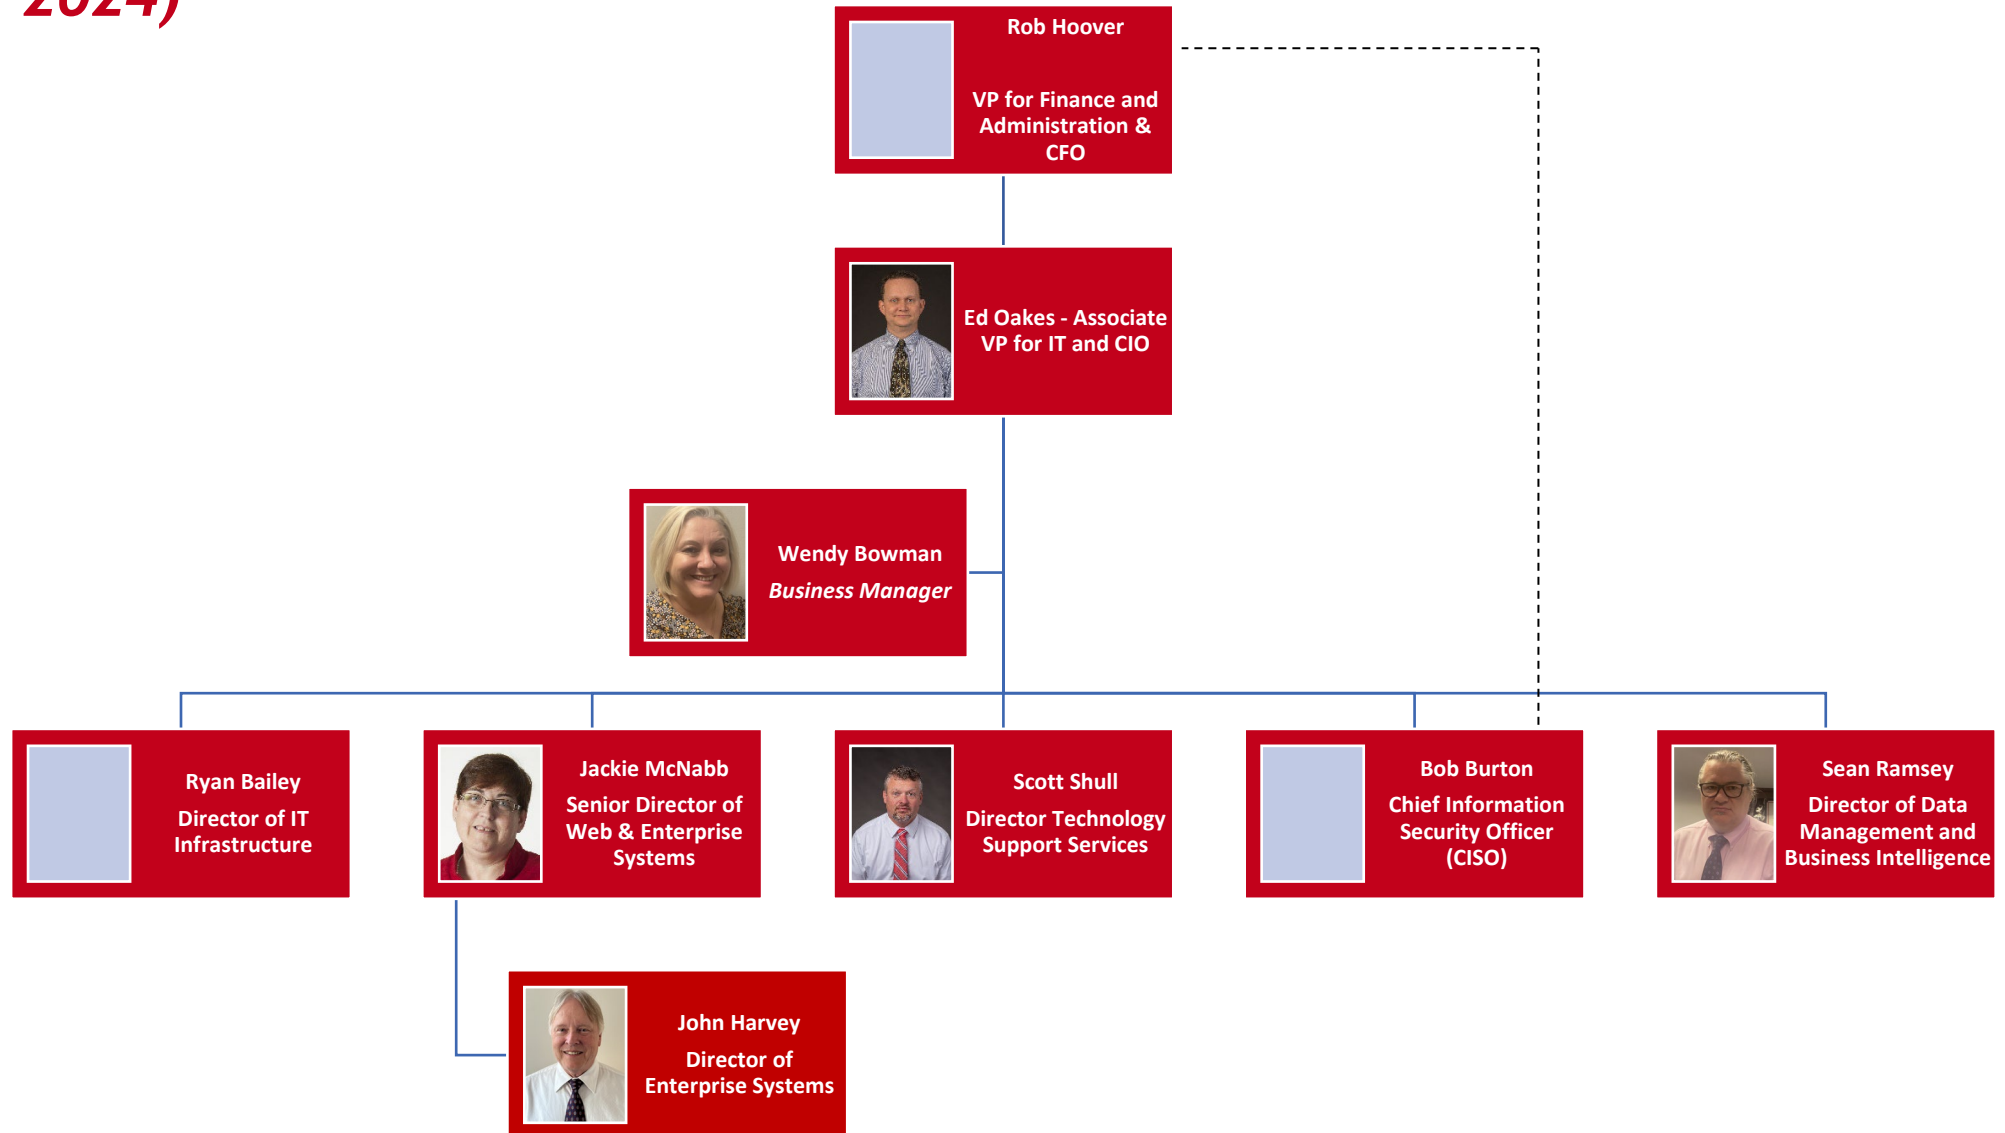 2024)
Rob Hoover
VP for Finance and
Administration &
CFO
Ed Oakes - Associate
VP for IT and CIO
Wendy Bowman
Business Manager
Ryan Bailey
Director of IT
Infrastructure
Jackie McNabb
Senior Director of
Web & Enterprise
Systems
Scott Shull
Director Technology
Support Services
Bob Burton
Chief Information
Security Officer
(CISO)
Sean Ramsey
Director of Data
Management and
Business Intelligence
John Harvey
Director of
Enterprise Systems